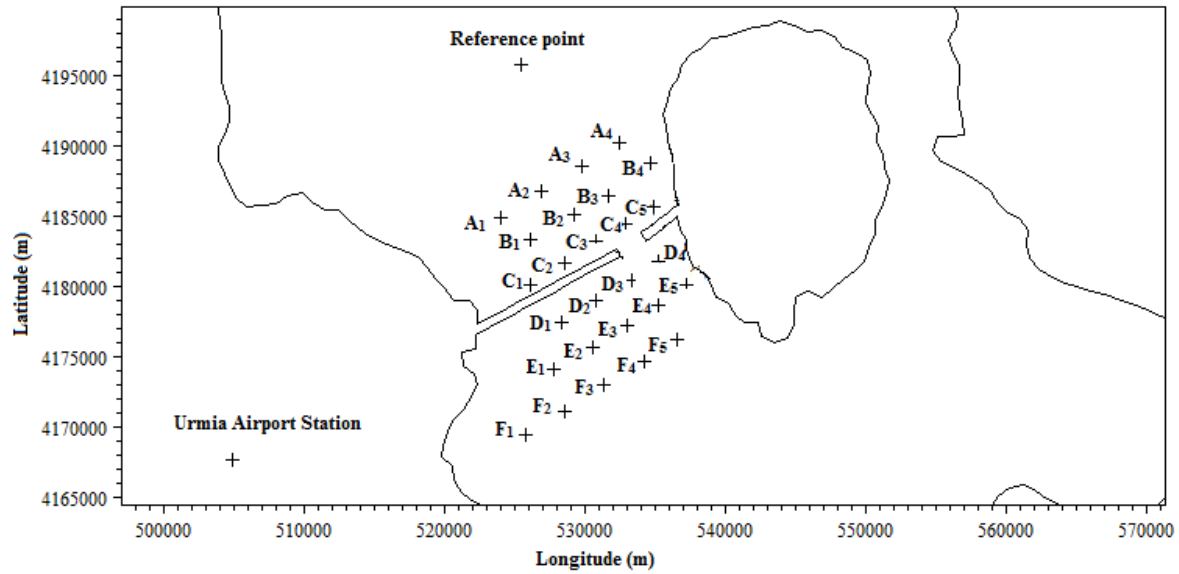 Reference point
4195000
4190000
4185000
4180000
4175000
4170000
4165000
Latitude (m)
A4
A3
B4
A2
B3
C5
A1
B2
C4
B1
C3
D4
C2
C1
D3
E5
D2
E4
D1
E3
E2
F5
E1
F4
F3
F2
F1
Urmia Airport Station
500000 510000 520000 530000 540000 550000 560000 570000
Longitude (m)